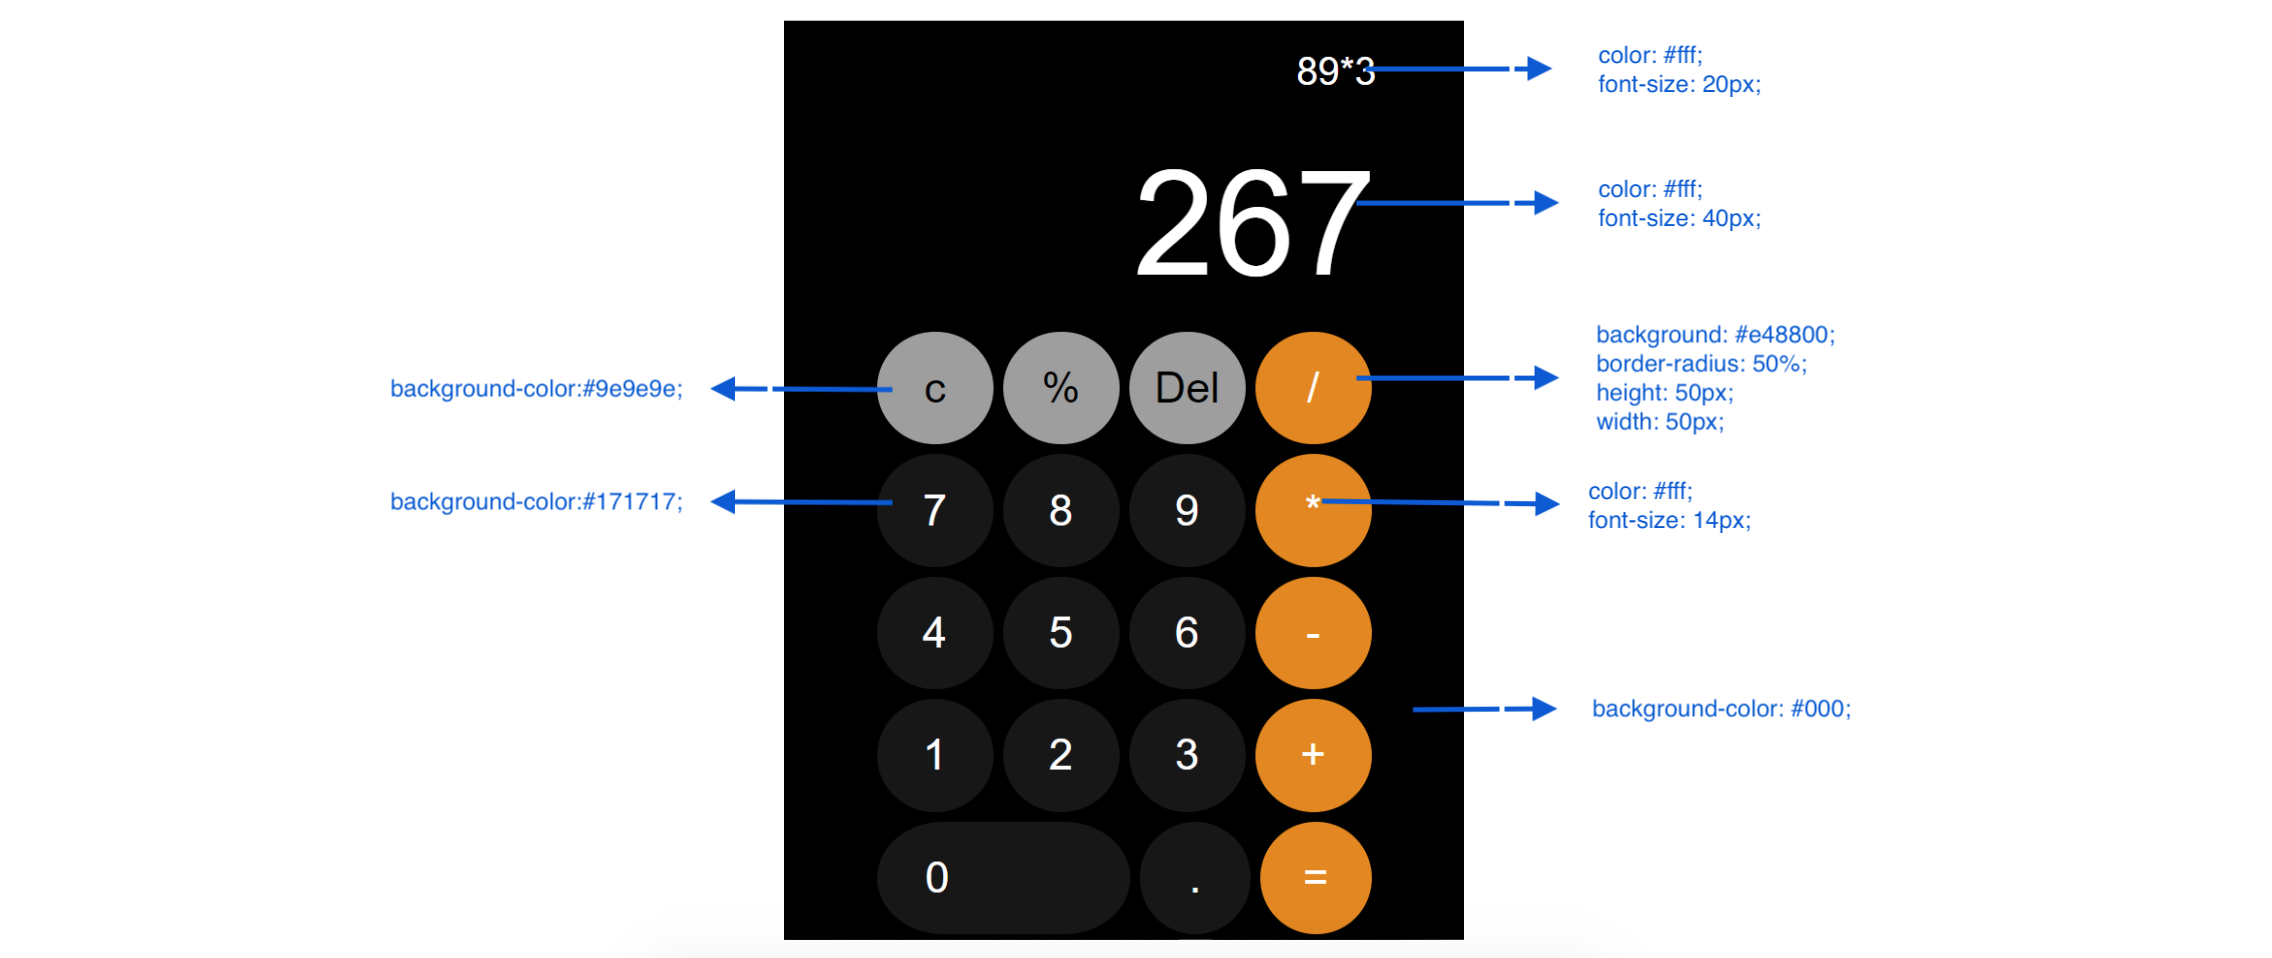 89*3
color: #fff;
font-size: 20px;
267
color: #fff;
font-size: 40px;
background: #e48800;
border-radius: 50%;
height: 50px;
width: 50px;
background-color:#9e9e9e;
c % Del /
background-color:#171717;
7 8 9 *
color: #fff;
font-size: 14px;
4 5 6 -
background-color: #000;
1 2 3 +
0 . =